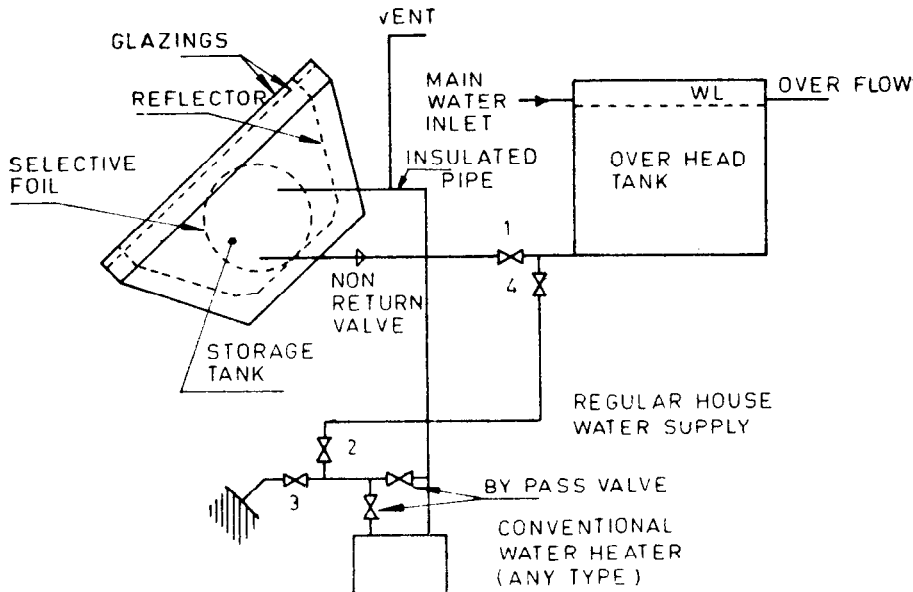 vENT
GLAZINGS
REFLECTOR
SELECTIVE
FOIL
MAIN
WATER
INLET
WL
OVER FLOW
OVER HEAD
TANK
INSULATED
PIPE
1
4
NON
RETURN
VALVE
STORAGE
TANK
REGULAR HOUSE
WATER SUPPLY
2
3
BY PASS VALVE
CONVENTIONAL
WATER HEATER
(ANY TYPE)